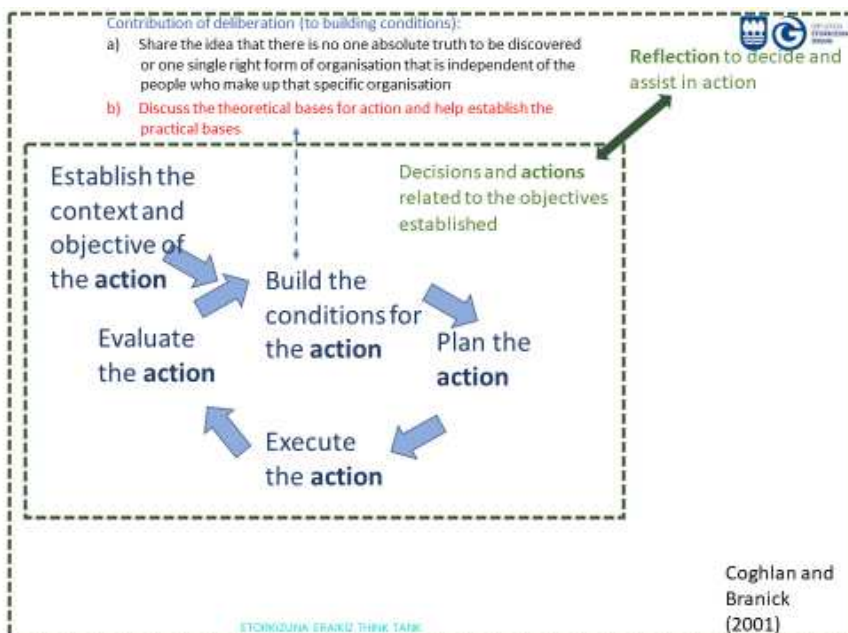 Contribution of deliberation (to building conditions):
a) Share the idea that there is no one absolute truth to be discovered
or one single right form of organisation that is independent of the
people who make up that specific organisation
b) Discuss the theoretical bases for action and help establish the
practical bases
Reflection to decide and
assist in action
Decisions and actions
related to the objectives
established
Establish the
context and
objective of
the action
Build the
conditions for
the action
Plan the
action
Execute
the action
Evaluate
the action
Coghlan and
Branick
(2001)
ETORKIZUNA ERAIKIZ THINK TANK